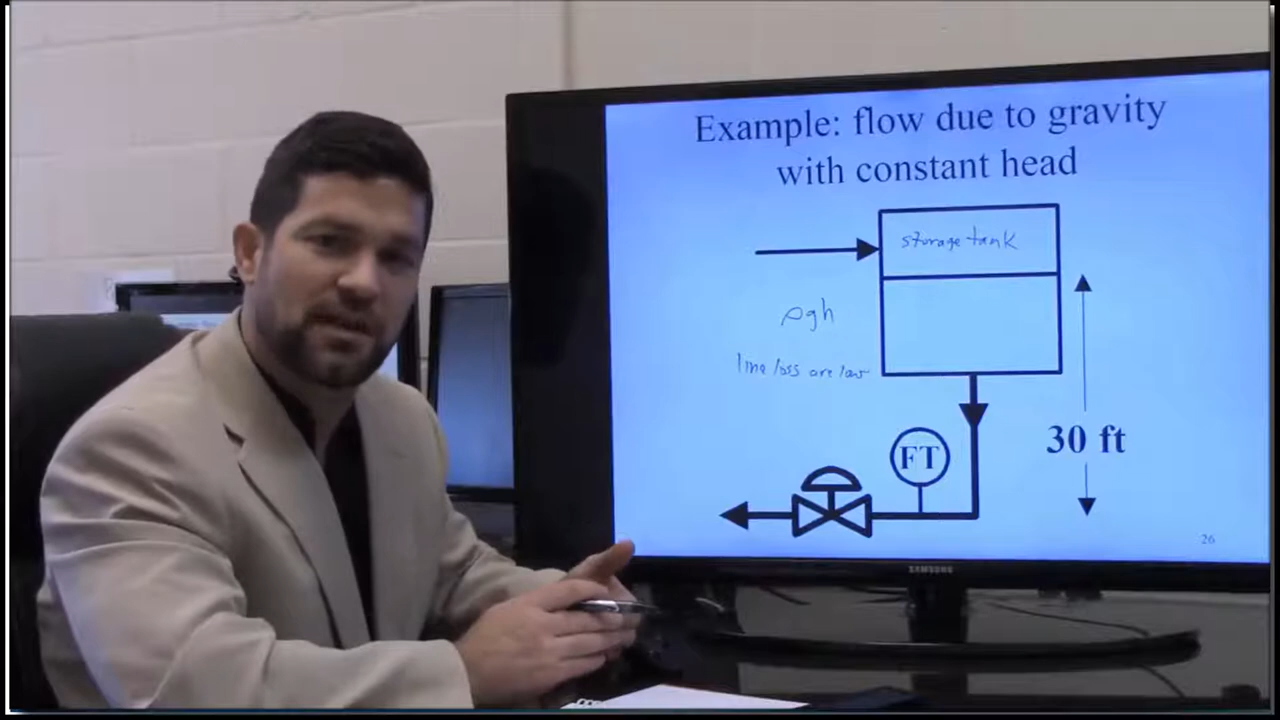 Example: flow due to gravity
with constant head
storage tank
ρgh
line loss are low
30 ft
FT
26
SAMSUNG